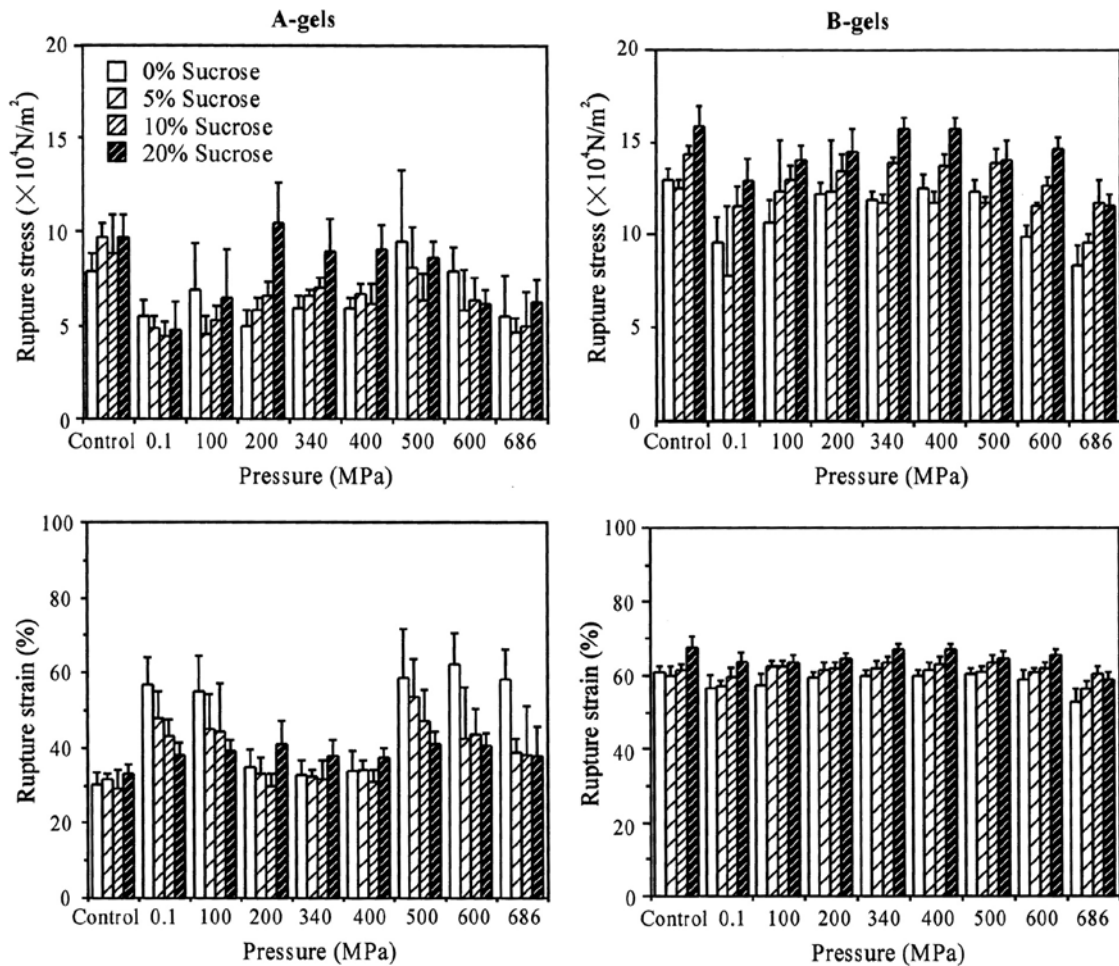 A-gels
Rupture stress (×10⁴N/m²)
20
15
10
5
0
0% Sucrose
5% Sucrose
10% Sucrose
20% Sucrose
Control 0.1 100 200 340 400 500 600 686
Pressure (MPa)
B-gels
Rupture stress (×10⁴N/m²)
20
15
10
5
0
Control 0.1 100 200 340 400 500 600 686
Pressure (MPa)
Rupture strain (%)
100
80
60
40
20
0
Control 0.1 100 200 340 400 500 600 686
Pressure (MPa)
Rupture strain (%)
100
80
60
40
20
0
Control 0.1 100 200 340 400 500 600 686
Pressure (MPa)